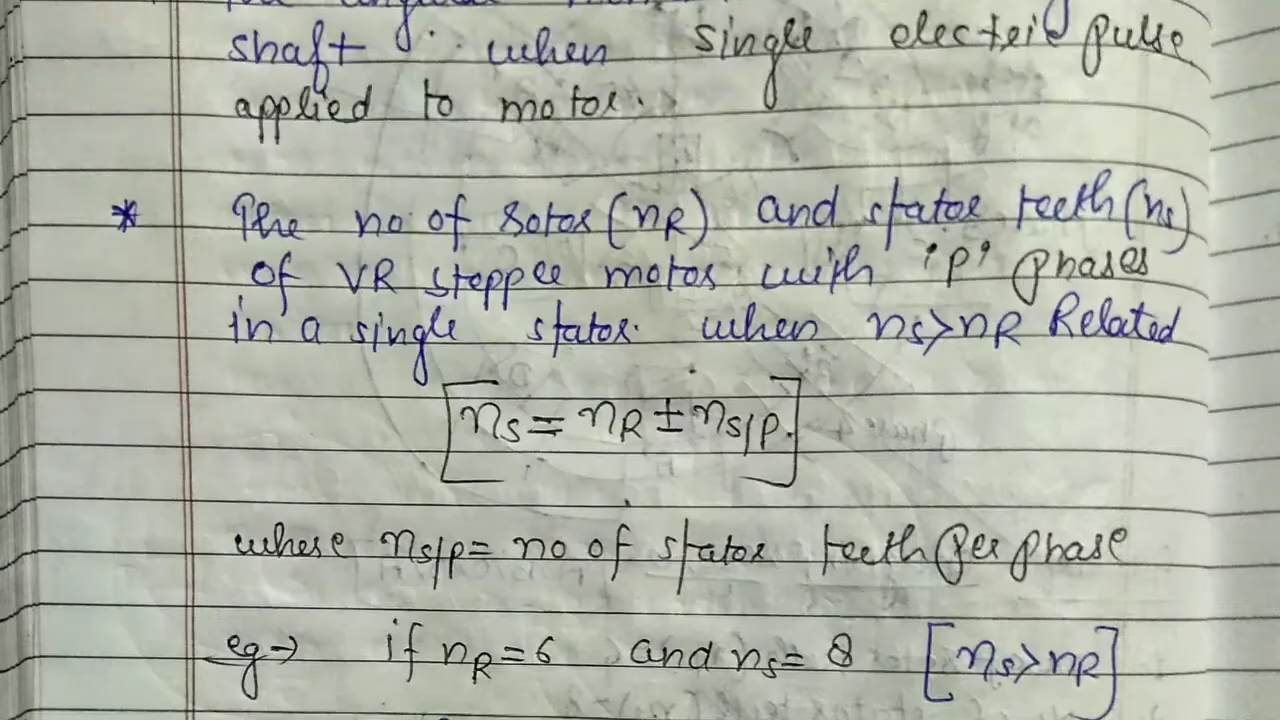 shaft. when single electric pulse
applied to motor.
* The no of rotor (nR) and stator teeth (ns)
of VR stepper motor with 'P' phases
in a single stator. when ns>nR Related
[ns = nR ± ns/p.]
where ns/p = no of stator teeth per phase
eg→ if nR = 6 and ns = 8 [ns>nR]